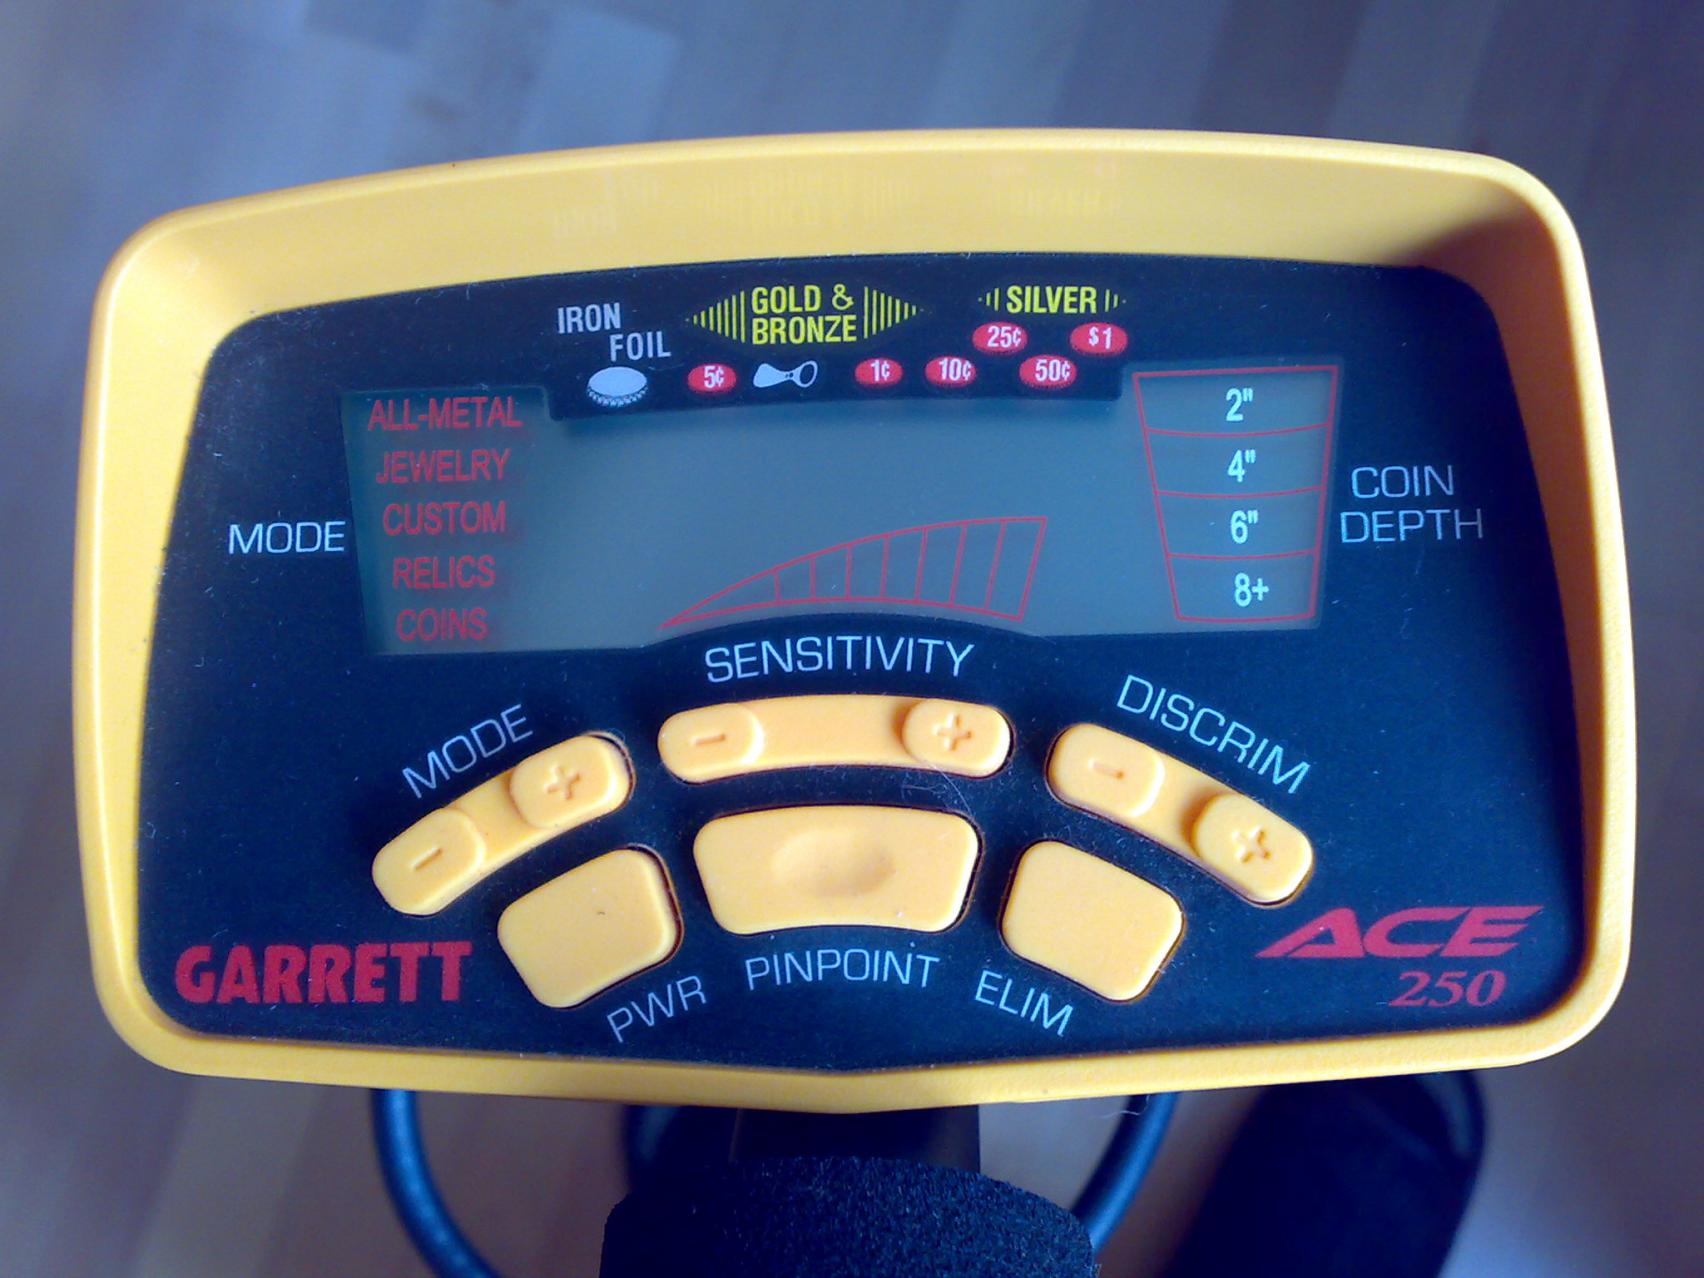 IRON
FOIL
GOLD &
BRONZE
SILVER
25¢
$1
5¢
1¢
10¢
50¢
ALL-METAL
JEWELRY
CUSTOM
RELICS
COINS
MODE
2"
4"
6"
8+
COIN
DEPTH
SENSITIVITY
MODE
DISCRIM
-
+
-
+
-
+
PWR
PINPOINT
ELIM
GARRETT
ACE
250